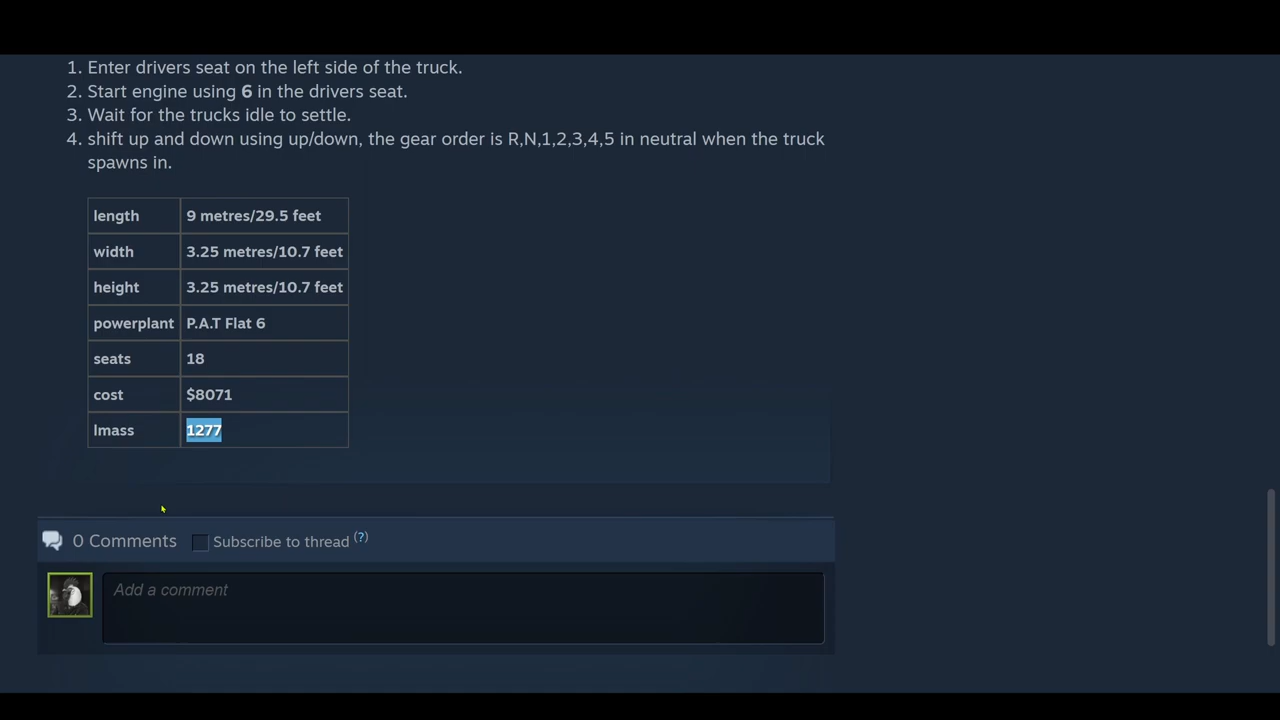 1. Enter drivers seat on the left side of the truck.
2. Start engine using 6 in the drivers seat.
3. Wait for the trucks idle to settle.
4. shift up and down using up/down, the gear order is R,N,1,2,3,4,5 in neutral when the truck
spawns in.
length 9 metres/29.5 feet
width 3.25 metres/10.7 feet
height 3.25 metres/10.7 feet
powerplant P.A.T Flat 6
seats 18
cost $8071
lmass 1277
0 Comments Subscribe to thread (?)
Add a comment